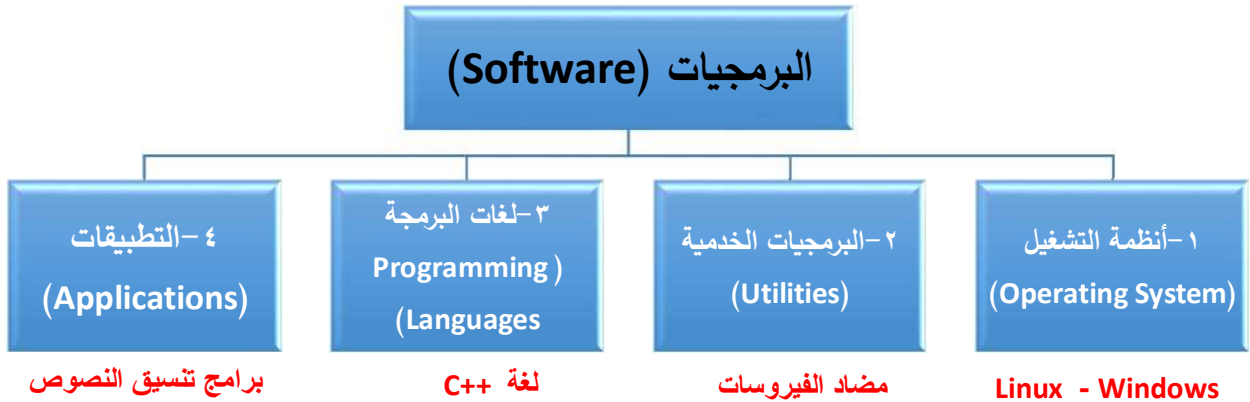 البرمجيات (Software)
١-أنظمة التشغيل
(Operating System)
٢-البرمجيات الخدمية
(Utilities)
٣-لغات البرمجة
(Programming
Languages)
٤-التطبيقات
(Applications)
Linux - Windows
مضاد الفيروسات
لغة C++
برامج تنسيق النصوص